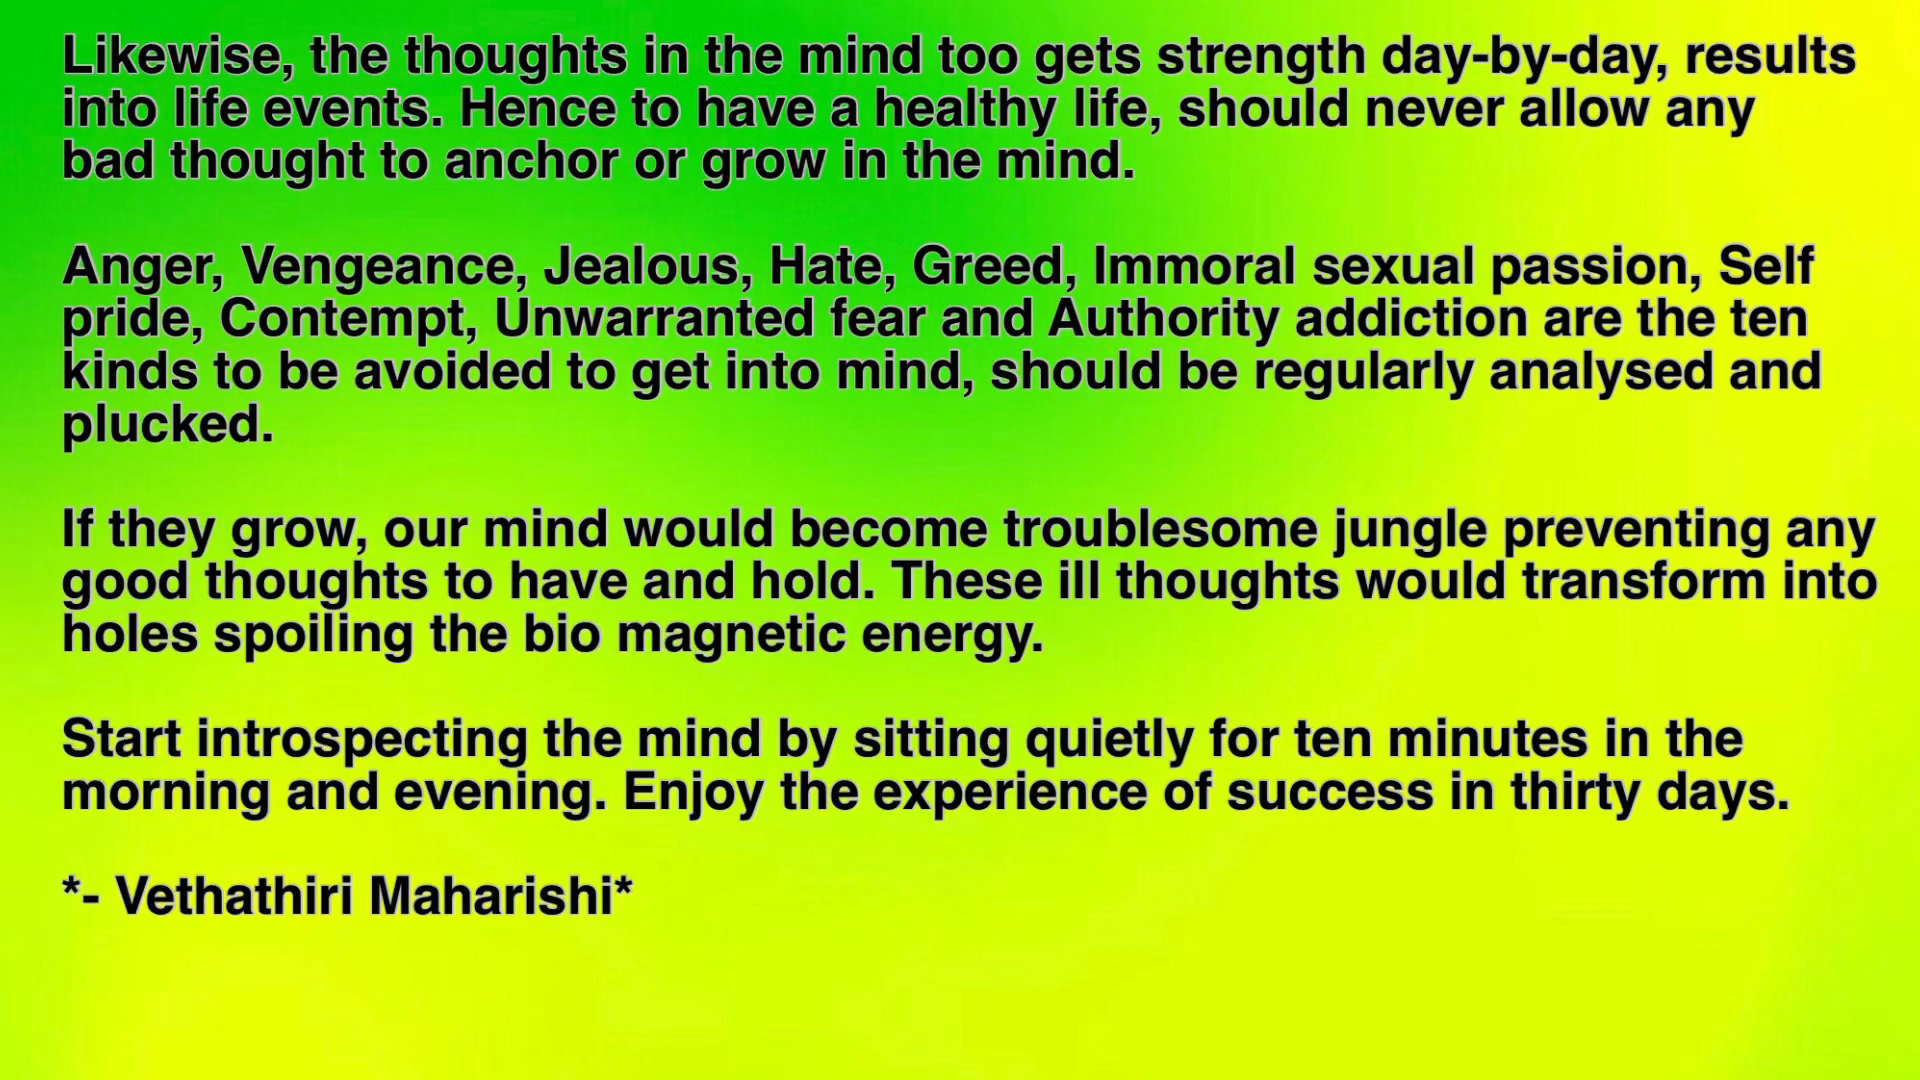 Likewise, the thoughts in the mind too gets strength day-by-day, results
into life events. Hence to have a healthy life, should never allow any
bad thought to anchor or grow in the mind.
Anger, Vengeance, Jealous, Hate, Greed, Immoral sexual passion, Self
pride, Contempt, Unwarranted fear and Authority addiction are the ten
kinds to be avoided to get into mind, should be regularly analysed and
plucked.
If they grow, our mind would become troublesome jungle preventing any
good thoughts to have and hold. These ill thoughts would transform into
holes spoiling the bio magnetic energy.
Start introspecting the mind by sitting quietly for ten minutes in the
morning and evening. Enjoy the experience of success in thirty days.
*- Vethathiri Maharishi*